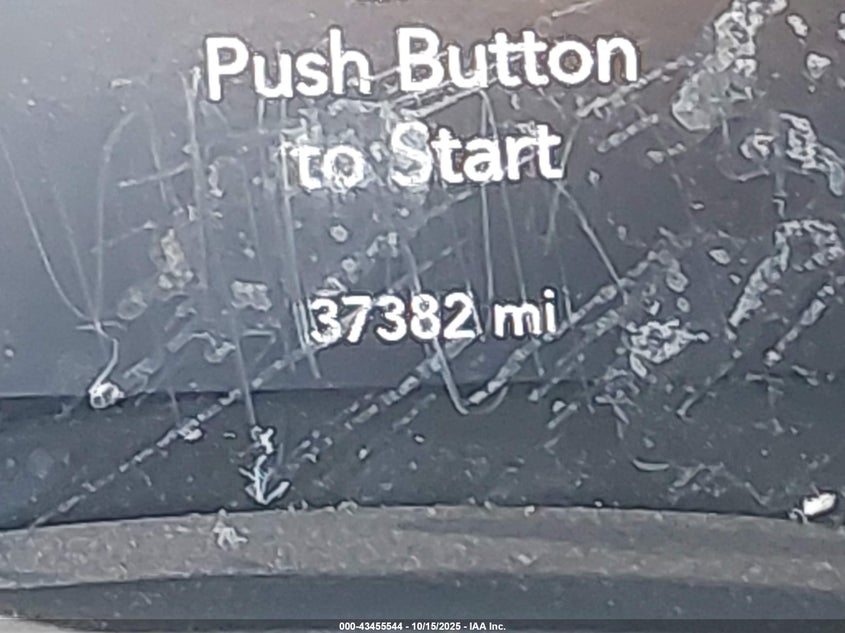 Push Button
to Start
37382 mi
000-43455544 - 10/15/2025 - IAA Inc.